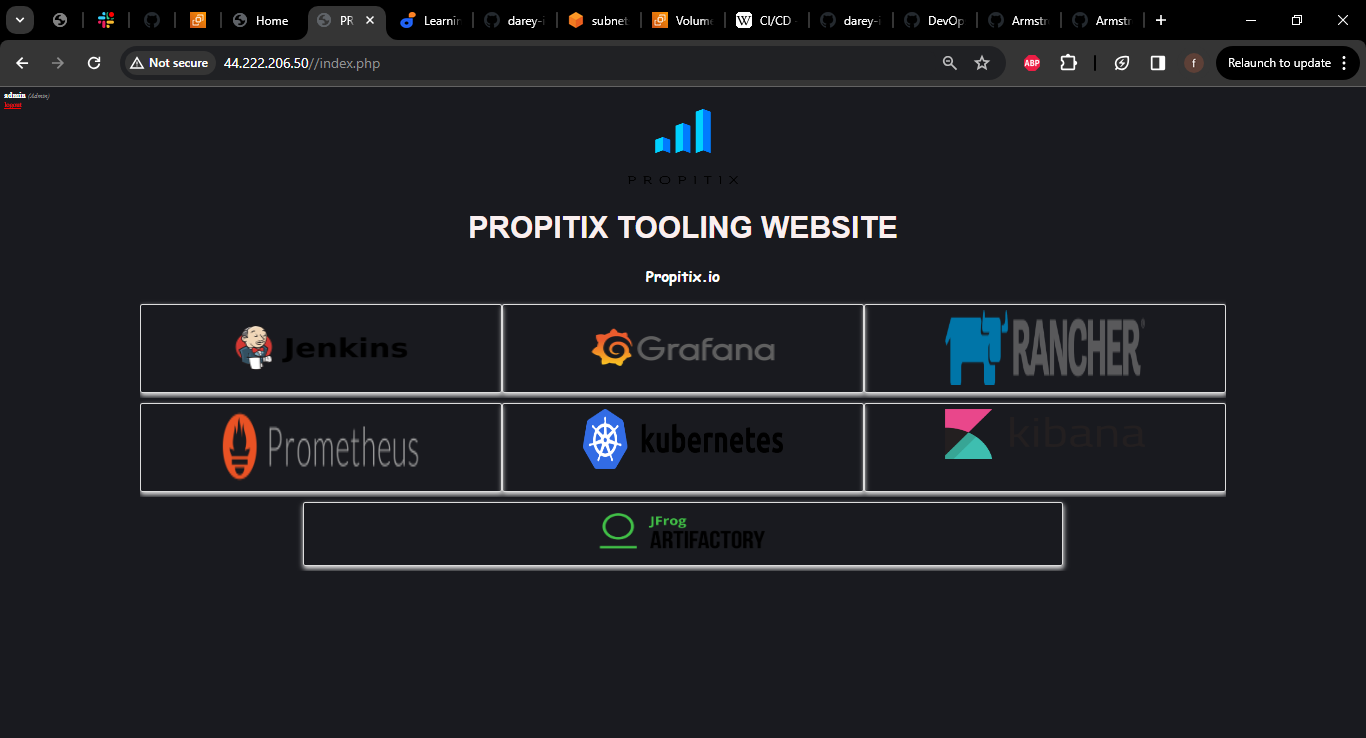 PR
Home
Learnin
darey-i
subnet
Volume
CI/CD -
darey-i
DevOp
Armstr
Armstr
Not secure
44.222.206.50//index.php
ABP
f
Relaunch to update
admin (Admin)
logout
PROPITIX
PROPITIX TOOLING WEBSITE
Propitix.io
Jenkins
Grafana
RANCHER®
Prometheus
kubernetes
kibana
JFrog
ARTIFACTORY